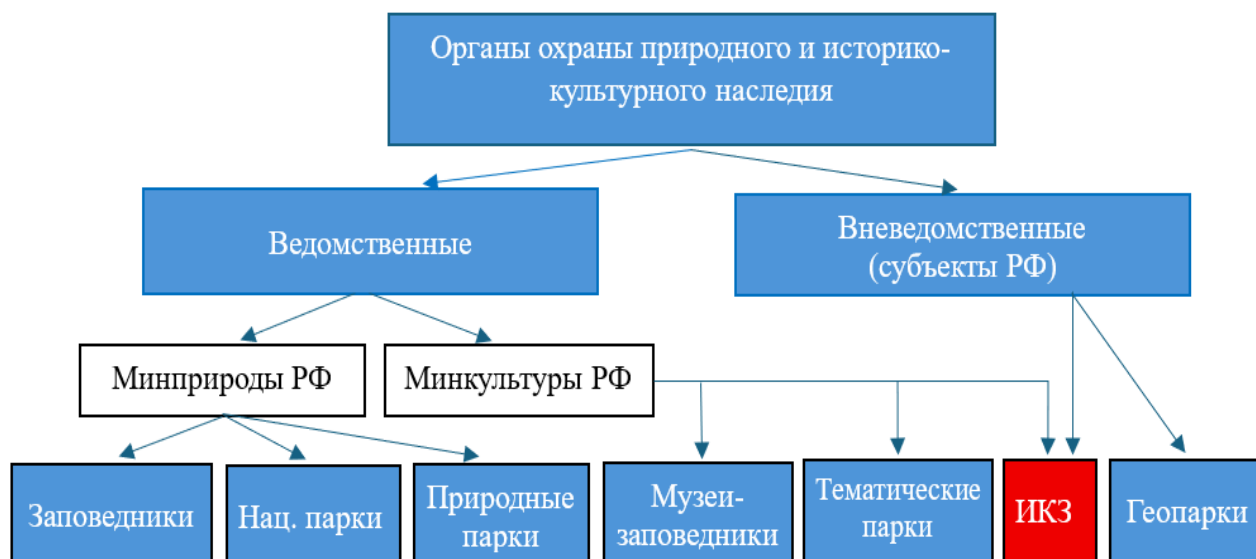 Органы охраны природного и историко-
культурного наследия
Ведомственные
Вневедомственные
(субъекты РФ)
Минприроды РФ
Минкультуры РФ
Заповедники
Нац. парки
Природные
парки
Музеи-
заповедники
Тематические
парки
ИКЗ
Геопарки